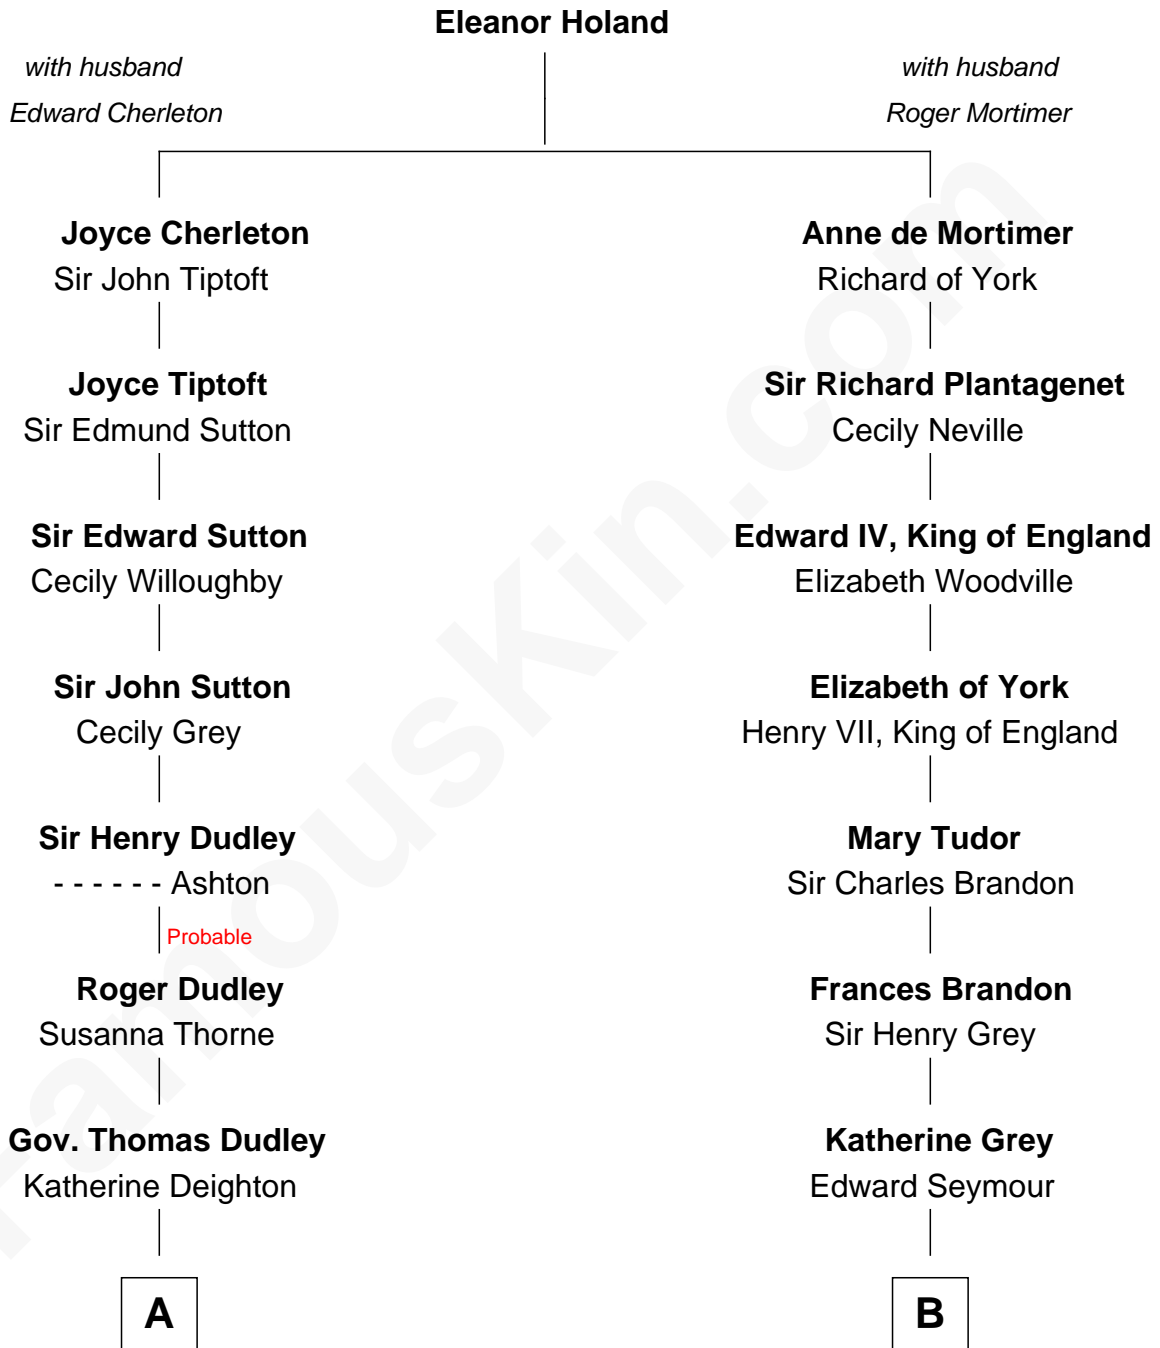 Eleanor Holand
with husband
Edward Cherleton
with husband
Roger Mortimer
Joyce Cherleton
Sir John Tiptoft
Anne de Mortimer
Richard of York
Joyce Tiptoft
Sir Edmund Sutton
Sir Richard Plantagenet
Cecily Neville
Sir Edward Sutton
Cecily Willoughby
Edward IV, King of England
Elizabeth Woodville
Sir John Sutton
Cecily Grey
Elizabeth of York
Henry VII, King of England
Sir Henry Dudley
- - - - - - Ashton
Mary Tudor
Sir Charles Brandon
Probable
Roger Dudley
Susanna Thorne
Frances Brandon
Sir Henry Grey
Gov. Thomas Dudley
Katherine Deighton
Katherine Grey
Edward Seymour
A
B
FamousKin.com